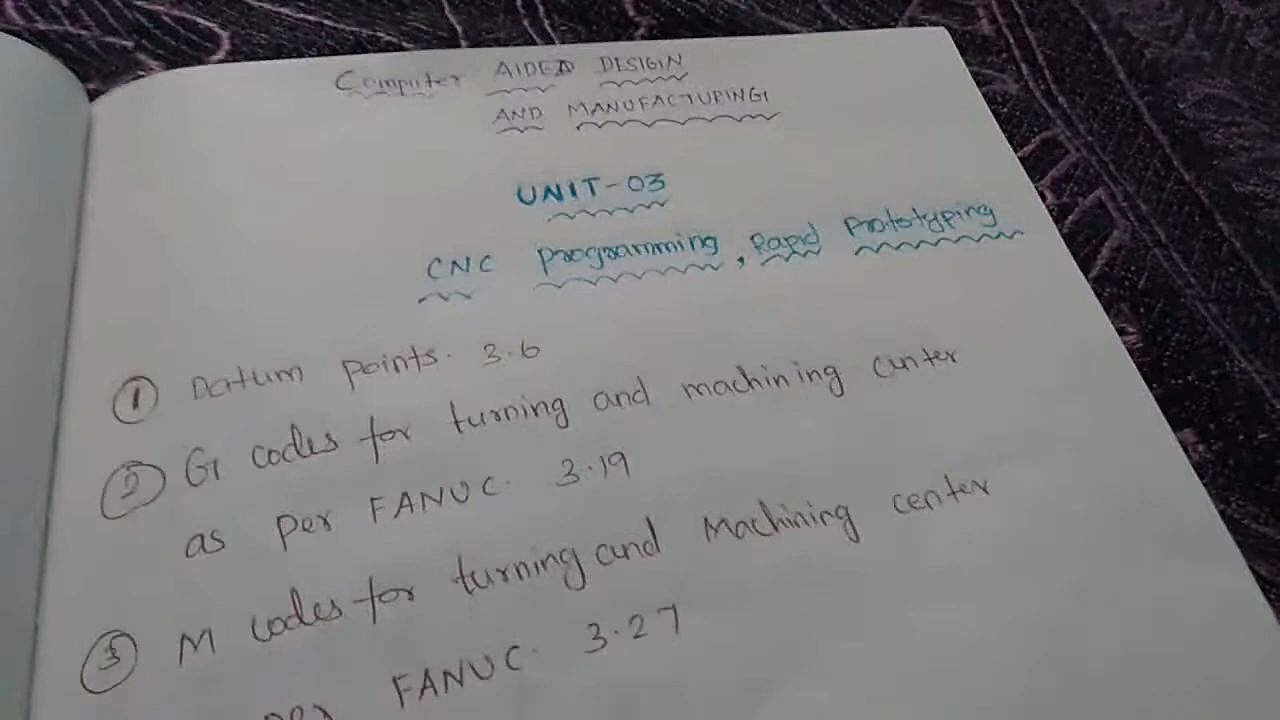 Computer AIDED DESIGN
AND MANUFACTURING
UNIT-03
CNC Programming, Rapid Prototyping
① Datum points. 3.6
② G codes for turning and machining center
as per FANUC. 3.19
③ M codes for turning and Machining center
per FANUC. 3.27